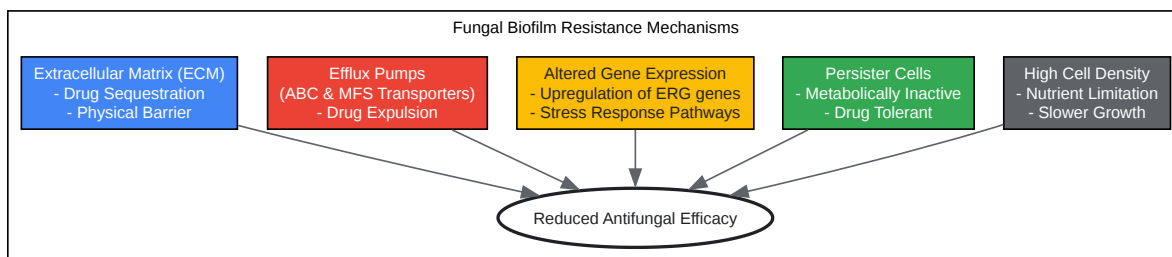 Fungal Biofilm Resistance Mechanisms
Extracellular Matrix (ECM)
- Drug Sequestration
- Physical Barrier
Efflux Pumps
(ABC & MFS Transporters)
- Drug Expulsion
Altered Gene Expression
- Upregulation of ERG genes
- Stress Response Pathways
Persister Cells
- Metabolically Inactive
- Drug Tolerant
High Cell Density
- Nutrient Limitation
- Slower Growth
Reduced Antifungal Efficacy